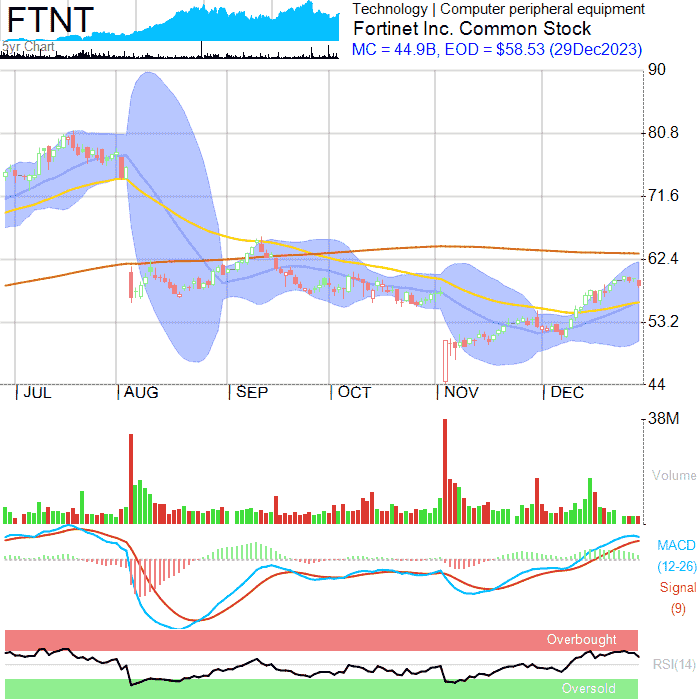 FTNT
5yr Chart
Technology | Computer peripheral equipment
Fortinet Inc. Common Stock
MC = 44.9B, EOD = $58.53 (29Dec2023)
90
80.8
71.6
62.4
53.2
44
JUL AUG SEP OCT NOV DEC
38M
Volume
MACD
(12-26)
Signal
(9)
Overbought
RSI(14)
Oversold